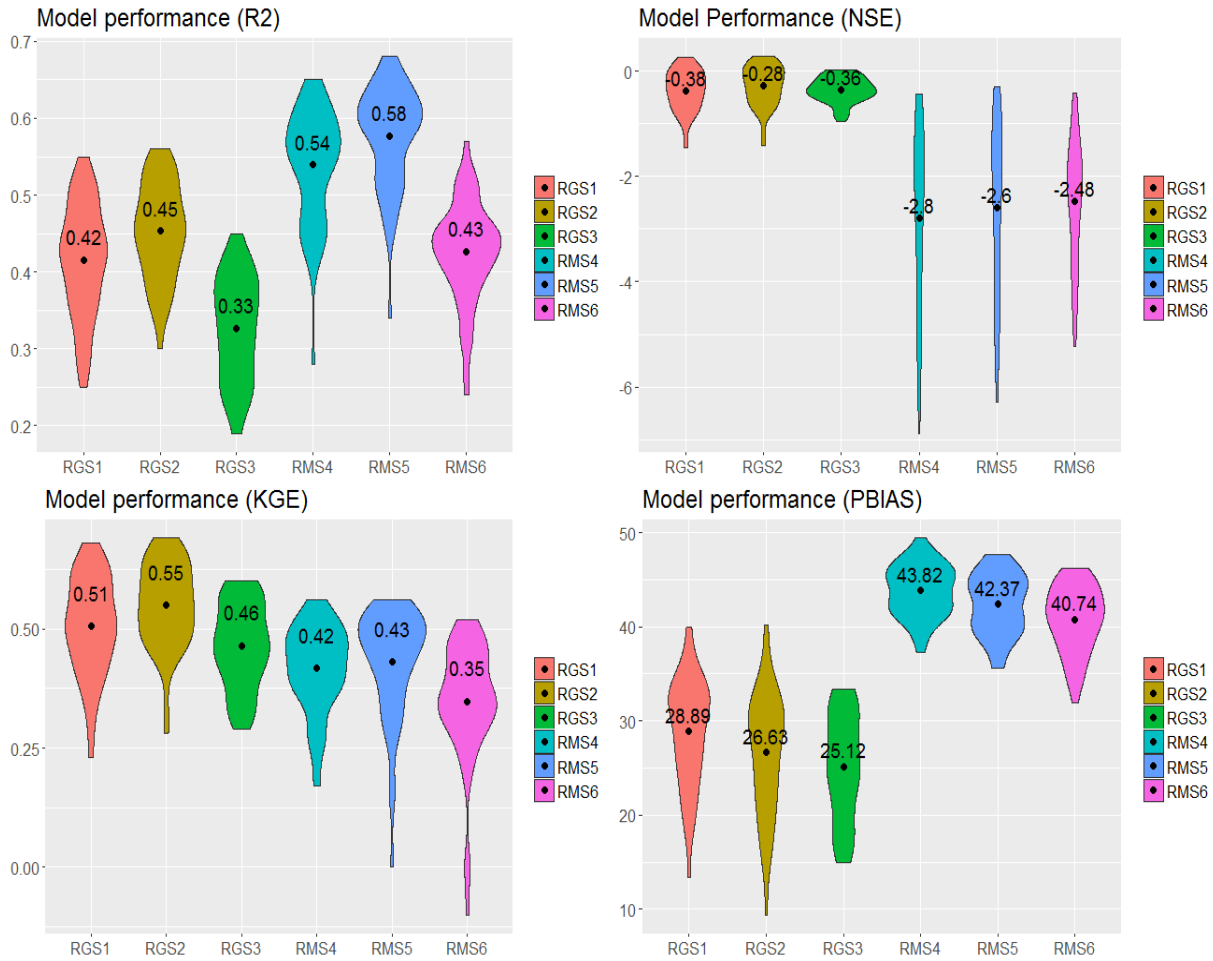 Model performance (R2)
0.7
0.6
0.5
0.4
0.3
0.2
0.42
0.45
0.33
0.54
0.58
0.43
RGS1 RGS2 RGS3 RMS4 RMS5 RMS6
RGS1
RGS2
RGS3
RMS4
RMS5
RMS6
Model Performance (NSE)
0
-2
-4
-6
-0.38
-0.28
-0.36
-2.8
-2.6
-2.48
RGS1 RGS2 RGS3 RMS4 RMS5 RMS6
RGS1
RGS2
RGS3
RMS4
RMS5
RMS6
Model performance (KGE)
0.50
0.25
0.00
0.51
0.55
0.46
0.42
0.43
0.35
RGS1 RGS2 RGS3 RMS4 RMS5 RMS6
RGS1
RGS2
RGS3
RMS4
RMS5
RMS6
Model performance (PBIAS)
50
40
30
20
10
28.89
26.63
25.12
43.82
42.37
40.74
RGS1 RGS2 RGS3 RMS4 RMS5 RMS6
RGS1
RGS2
RGS3
RMS4
RMS5
RMS6